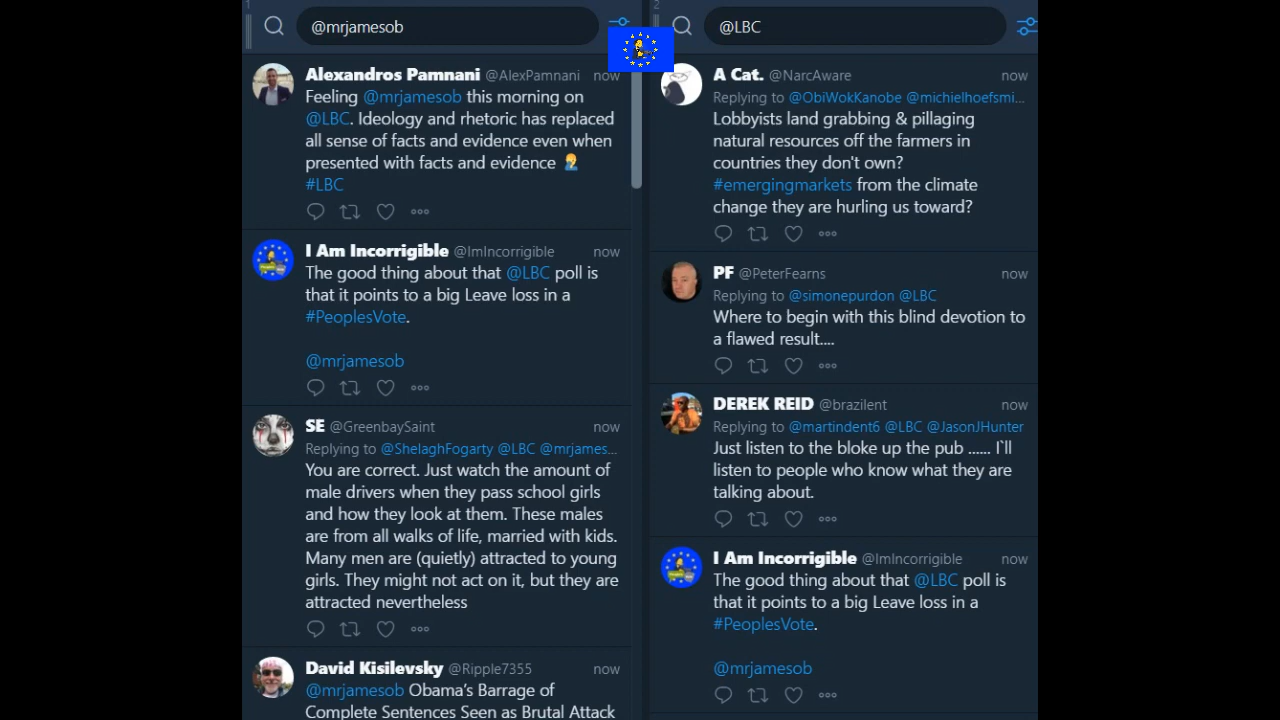 1
@mrjamesob
Alexandros Pamnani @AlexPamnani now
Feeling @mrjamesob this morning on
@LBC. Ideology and rhetoric has replaced
all sense of facts and evidence even when
presented with facts and evidence 🤦‍♂️
#LBC
I Am Incorrigible @ImIncorrigible now
The good thing about that @LBC poll is
that it points to a big Leave loss in a
#PeoplesVote.
@mrjamesob
SE @GreenbaySaint now
Replying to @ShelaghFogarty @LBC @mrjames...
You are correct. Just watch the amount of
male drivers when they pass school girls
and how they look at them. These males
are from all walks of life, married with kids.
Many men are (quietly) attracted to young
girls. They might not act on it, but they are
attracted nevertheless
David Kisilevsky @Ripple7355 now
@mrjamesob Obama's Barrage of
Complete Sentences Seen as Brutal Attack
2
@LBC
A Cat. @NarcAware now
Replying to @ObiWokKanobe @michielhoefsmi...
Lobbyists land grabbing & pillaging
natural resources off the farmers in
countries they don't own?
#emergingmarkets from the climate
change they are hurling us toward?
PF @PeterFearns now
Replying to @simonepurdon @LBC
Where to begin with this blind devotion to
a flawed result....
DEREK REID @brazilent now
Replying to @martindent6 @LBC @JasonJHunter
Just listen to the bloke up the pub ...... I`ll
listen to people who know what they are
talking about.
I Am Incorrigible @ImIncorrigible now
The good thing about that @LBC poll is
that it points to a big Leave loss in a
#PeoplesVote.
@mrjamesob